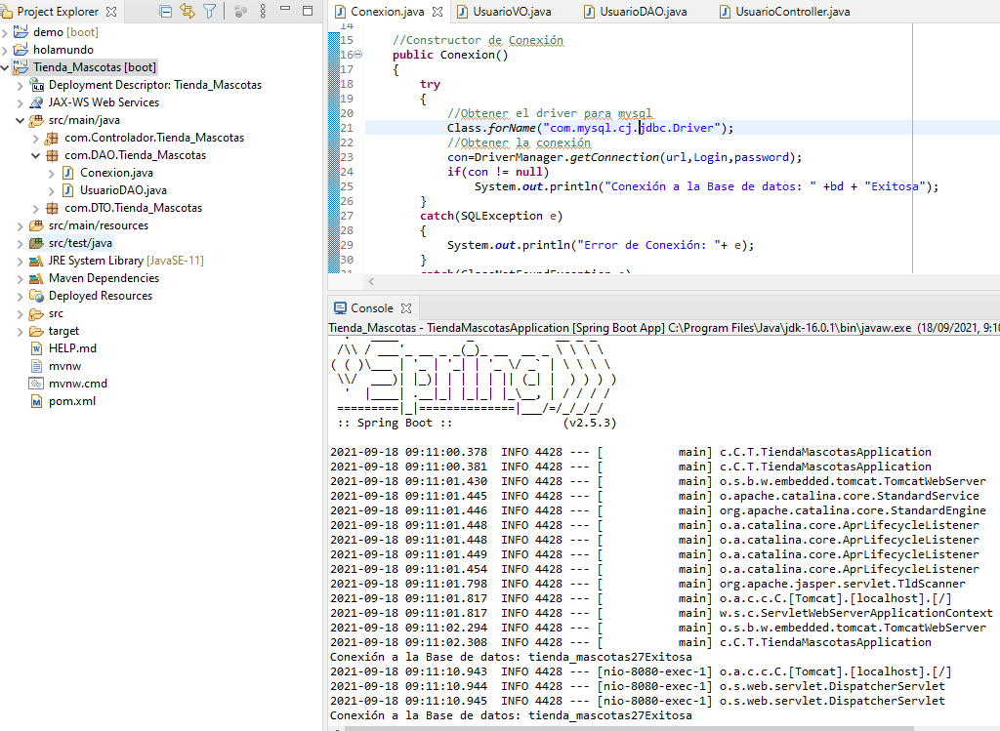 Project Explorer
demo [boot]
holamundo
Tienda_Mascotas [boot]
Deployment Descriptor: Tienda_Mascotas
JAX-WS Web Services
src/main/java
com.Controlador.Tienda_Mascotas
com.DAO.Tienda_Mascotas
Conexion.java
UsuarioDAO.java
com.DTO.Tienda_Mascotas
src/main/resources
src/test/java
JRE System Library [JavaSE-11]
Maven Dependencies
Deployed Resources
src
target
HELP.md
mvnw
mvnw.cmd
pom.xml
Conexion.java UsuarioVO.java UsuarioDAO.java UsuarioController.java
14
15 //Constructor de Conexión
16 public Conexion()
17 {
18 try
19 {
20 //Obtener el driver para mysql
21 Class.forName("com.mysql.cj.jdbc.Driver");
22 //Obtener la conexión
23 con=DriverManager.getConnection(url,Login,password);
24 if(con != null)
25 System.out.println("Conexión a la Base de datos: " +bd + "Exitosa");
26 }
27 catch(SQLException e)
28 {
29 System.out.println("Error de Conexión: "+ e);
30 }
31 catch(ClassNotFoundException e)
Console
Tienda_Mascotas - TiendaMascotasApplication [Spring Boot App] C:\Program Files\Java\jdk-16.0.1\bin\javaw.exe (18/09/2021, 9:10
:: Spring Boot :: (v2.5.3)
2021-09-18 09:11:00.378 INFO 4428 --- [ main] c.C.T.TiendaMascotasApplication
2021-09-18 09:11:00.381 INFO 4428 --- [ main] c.C.T.TiendaMascotasApplication
2021-09-18 09:11:01.430 INFO 4428 --- [ main] o.s.b.w.embedded.tomcat.TomcatWebServer
2021-09-18 09:11:01.445 INFO 4428 --- [ main] o.apache.catalina.core.StandardService
2021-09-18 09:11:01.446 INFO 4428 --- [ main] org.apache.catalina.core.StandardEngine
2021-09-18 09:11:01.448 INFO 4428 --- [ main] o.a.catalina.core.AprLifecycleListener
2021-09-18 09:11:01.448 INFO 4428 --- [ main] o.a.catalina.core.AprLifecycleListener
2021-09-18 09:11:01.449 INFO 4428 --- [ main] o.a.catalina.core.AprLifecycleListener
2021-09-18 09:11:01.454 INFO 4428 --- [ main] o.a.catalina.core.AprLifecycleListener
2021-09-18 09:11:01.798 INFO 4428 --- [ main] org.apache.jasper.servlet.TldScanner
2021-09-18 09:11:01.817 INFO 4428 --- [ main] o.a.c.c.C.[Tomcat].[localhost].[/]
2021-09-18 09:11:01.817 INFO 4428 --- [ main] w.s.c.ServletWebServerApplicationContext
2021-09-18 09:11:02.294 INFO 4428 --- [ main] o.s.b.w.embedded.tomcat.TomcatWebServer
2021-09-18 09:11:02.308 INFO 4428 --- [ main] c.C.T.TiendaMascotasApplication
Conexión a la Base de datos: tienda_mascotas27Exitosa
2021-09-18 09:11:10.943 INFO 4428 --- [nio-8080-exec-1] o.a.c.c.C.[Tomcat].[localhost].[/]
2021-09-18 09:11:10.944 INFO 4428 --- [nio-8080-exec-1] o.s.web.servlet.DispatcherServlet
2021-09-18 09:11:10.945 INFO 4428 --- [nio-8080-exec-1] o.s.web.servlet.DispatcherServlet
Conexión a la Base de datos: tienda_mascotas27Exitosa